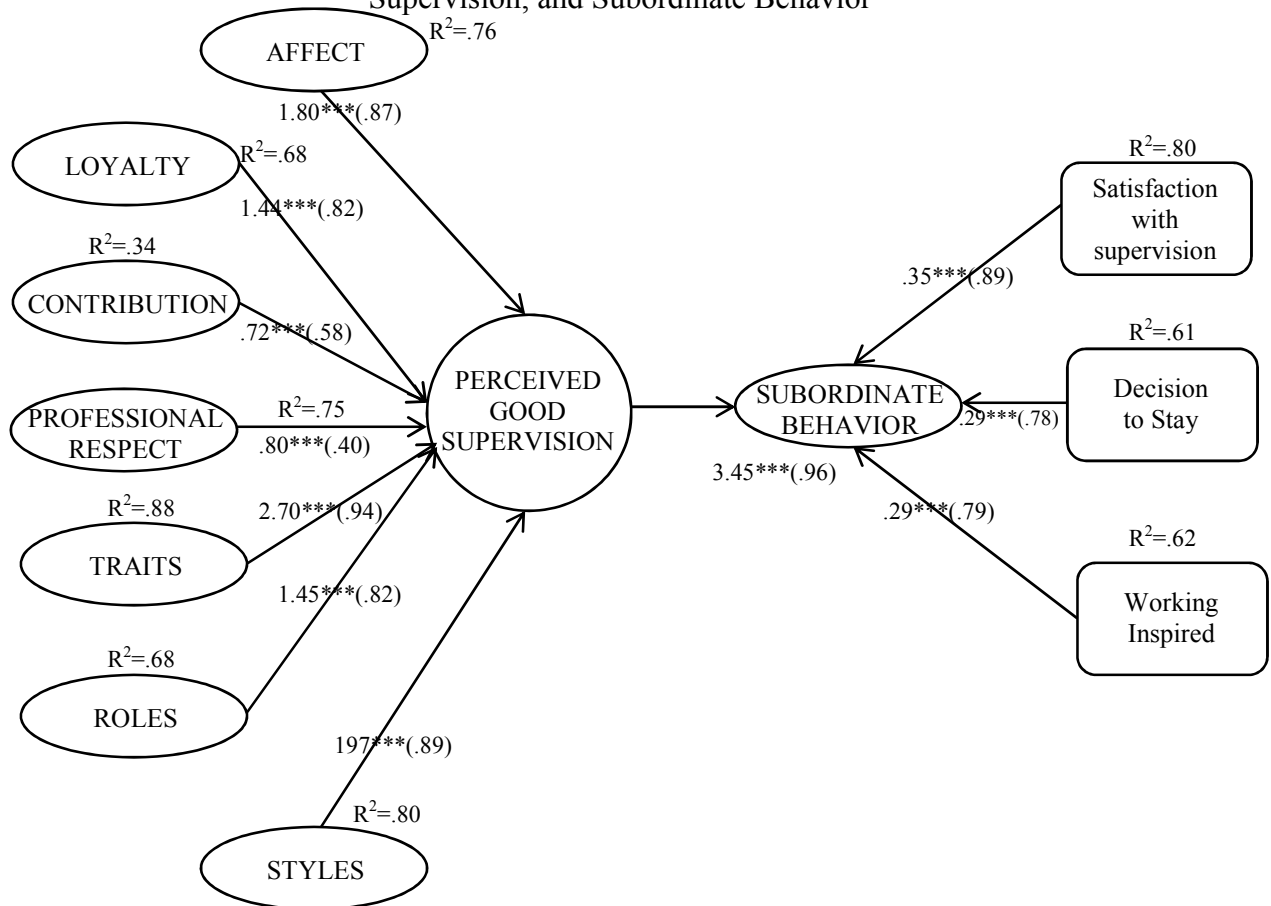 Supervision, and Subordinate Behavior
R²=.76
AFFECT
1.80***(.87)
R²=.68
LOYALTY
1.44***(.82)
R²=.34
CONTRIBUTION
.72***(.58)
PROFESSIONAL
RESPECT
R²=.75
.80***(.40)
R²=.88
TRAITS
2.70***(.94)
R²=.68
ROLES
1.45***(.82)
197***(.89)
R²=.80
STYLES
PERCEIVED
GOOD
SUPERVISION
SUBORDINATE
BEHAVIOR
3.45***(.96)
R²=.80
Satisfaction
with
supervision
.35***(.89)
R²=.61
Decision
to Stay
.29***(.78)
R²=.62
Working
Inspired
.29***(.79)